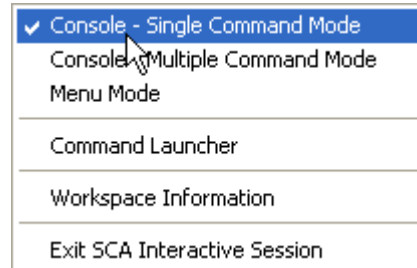 Console - Single Command Mode
Console - Multiple Command Mode
Menu Mode
Command Launcher
Workspace Information
Exit SCA Interactive Session